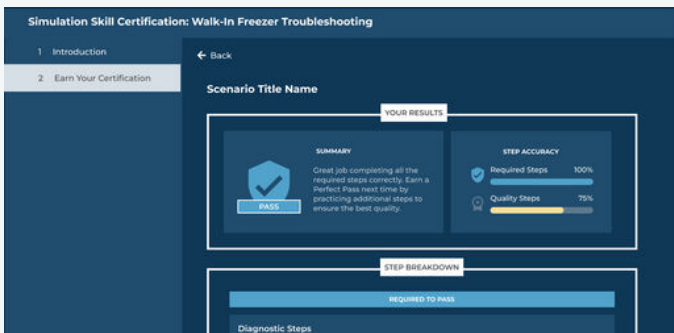 Simulation Skill Certification: Walk-In Freezer Troubleshooting
1 Introduction
2 Earn Your Certification
← Back
Scenario Title Name
YOUR RESULTS
SUMMARY
Great job completing all the
required steps correctly. Earn a
Perfect Pass next time by
practicing additional steps to
ensure the best quality.
PASS
STEP ACCURACY
Required Steps 100%
Quality Steps 75%
STEP BREAKDOWN
REQUIRED TO PASS
Diagnostic Steps